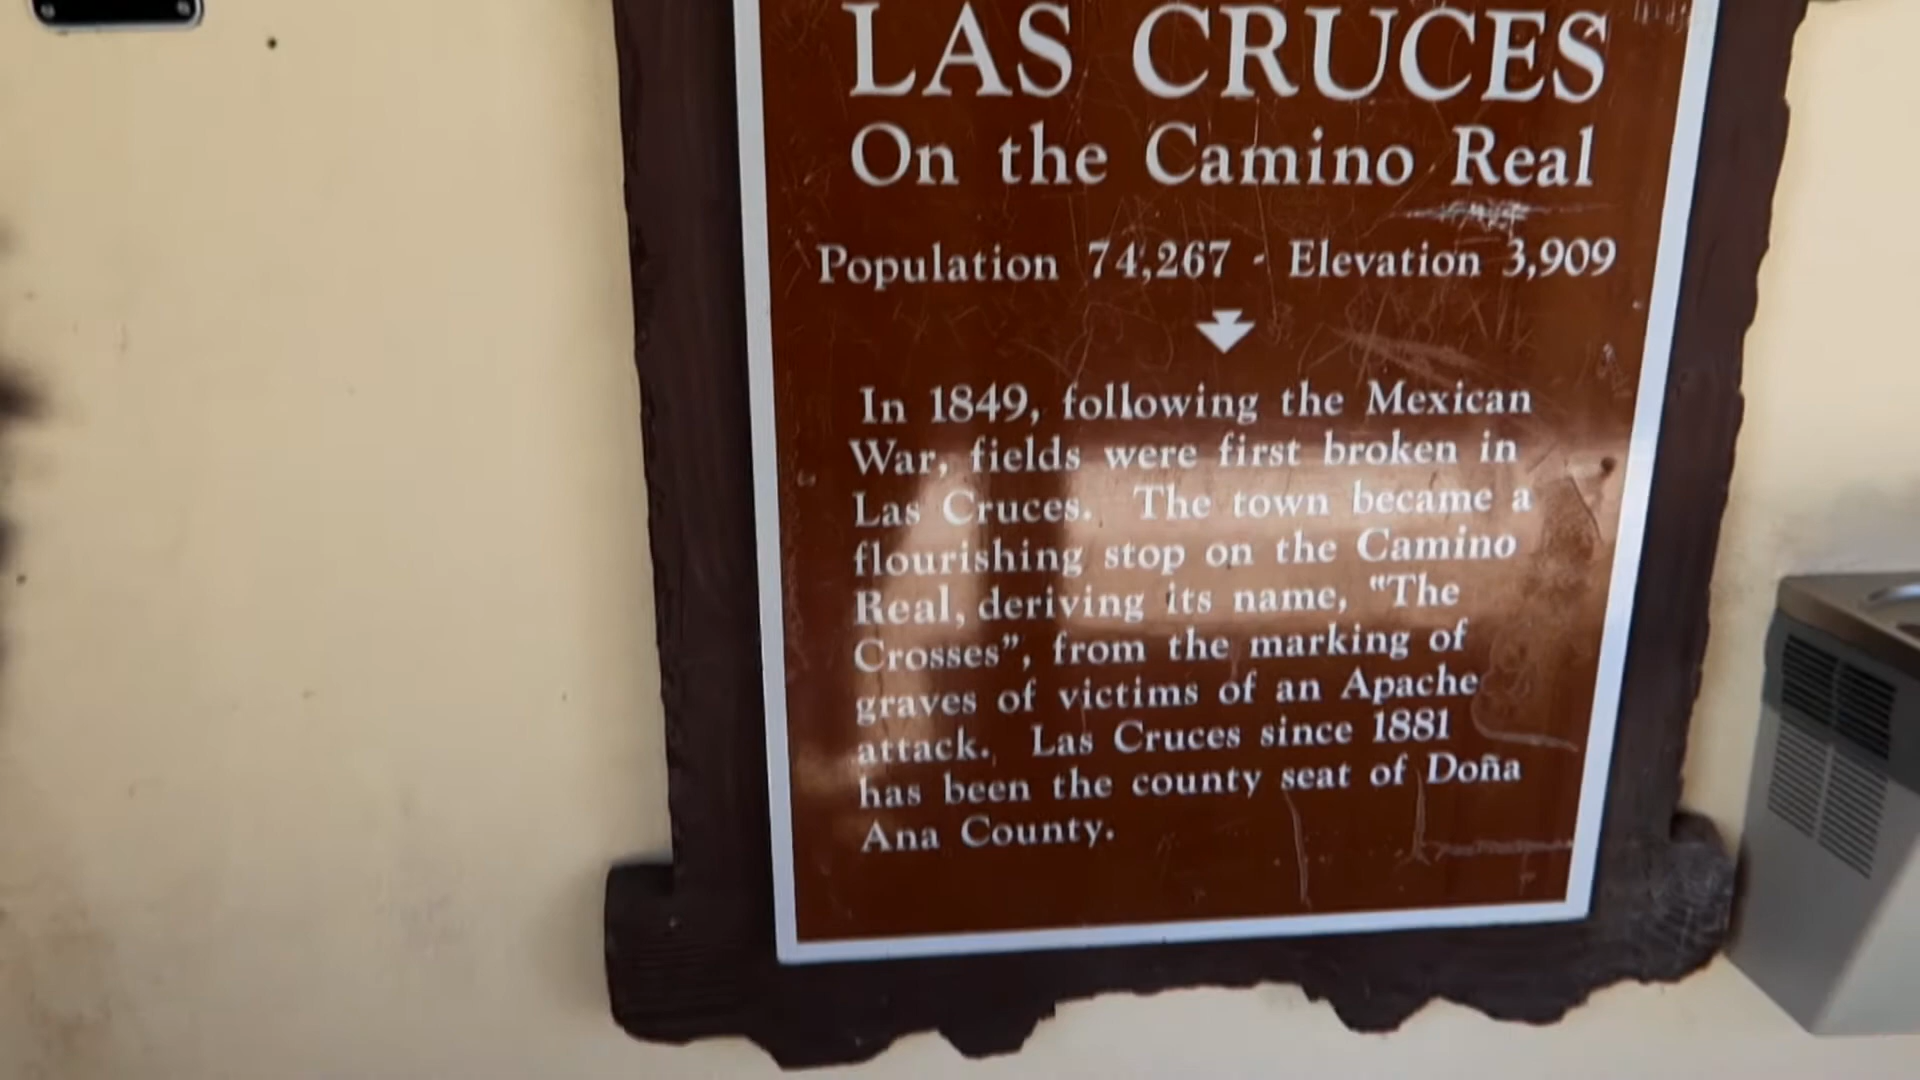 LAS CRUCES
On the Camino Real
Population 74,267 - Elevation 3,909
In 1849, following the Mexican
War, fields were first broken in
Las Cruces. The town became a
flourishing stop on the Camino
Real, deriving its name, "The
Crosses", from the marking of
graves of victims of an Apache
attack. Las Cruces since 1881
has been the county seat of Doña
Ana County.